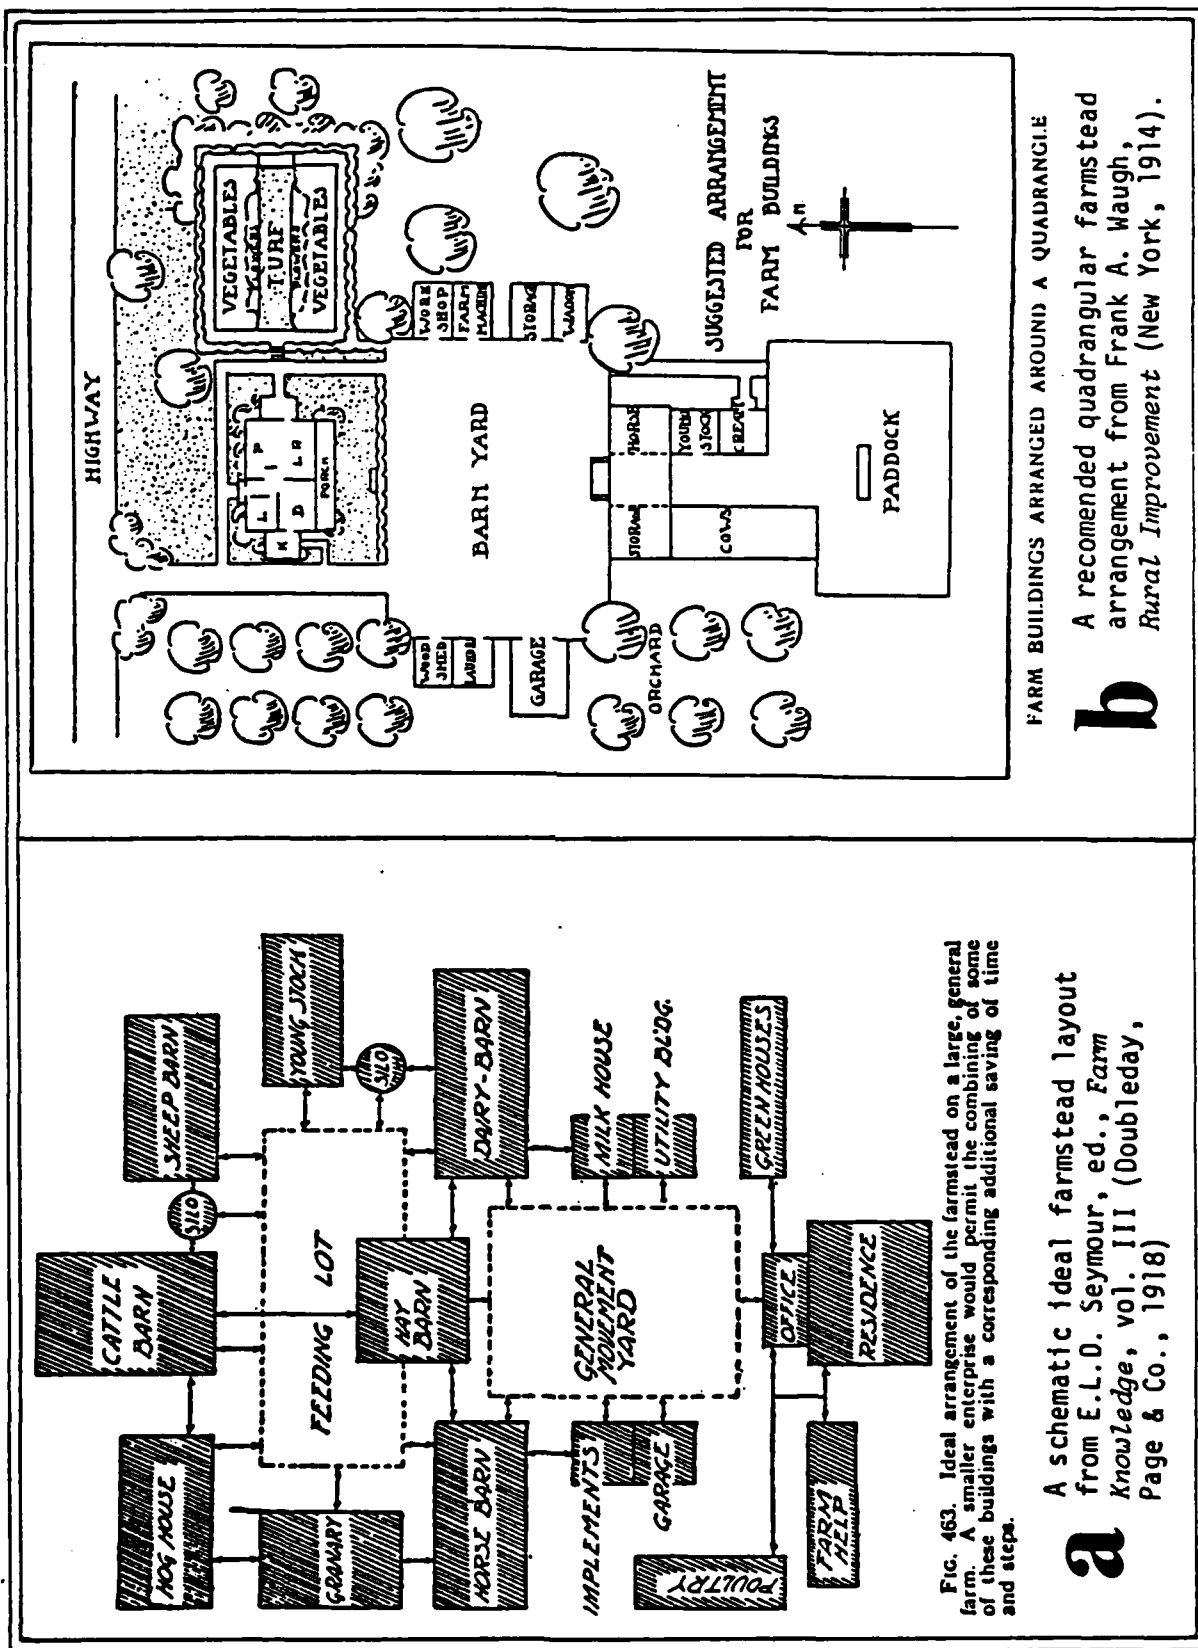 HOG HOUSE
CATTLE
BARN
SHEEP BARN
SILO
GRANARY
FEEDING LOT
YOUNG STOCK
SILO
HORSE BARN
HAY
BARN
DAIRY-BARN
IMPLEMENTS
GARAGE
GENERAL
MOVEMENT
YARD
MILK HOUSE
UTILITY BL'DG.
POULTRY
OFFICE
GREEN HOUSES
FARM
HELP
RESIDENCE
FIG. 463. Ideal arrangement of the farmstead on a large, general
farm. A smaller enterprise would permit the combining of some
of these buildings with a corresponding additional saving of time
and steps.
a
A schematic ideal farmstead layout
from E.L.D. Seymour, ed., Farm
Knowledge, vol. III (Doubleday,
Page & Co., 1918)
HIGHWAY
VEGETABLES
FLOWERS
TURF
FLOWERS
VEGETABLES
L
P
K
D
L R
PORCH
WOOD
SHED
GARAGE
BARN YARD
WORK
SHOP
FARM
MACHINE
STORAGE
WAGON
ORCHARD
STORAGE
HORSE
COWS
YOUNG
STOCK
PADDOCK
SUGGESTED ARRANGEMENT
FOR
FARM BUILDINGS
N
FARM BUILDINGS ARRANGED AROUND A QUADRANGLE
b
A recomended quadrangular farmstead
arrangement from Frank A. Waugh,
Rural Improvement (New York, 1914).